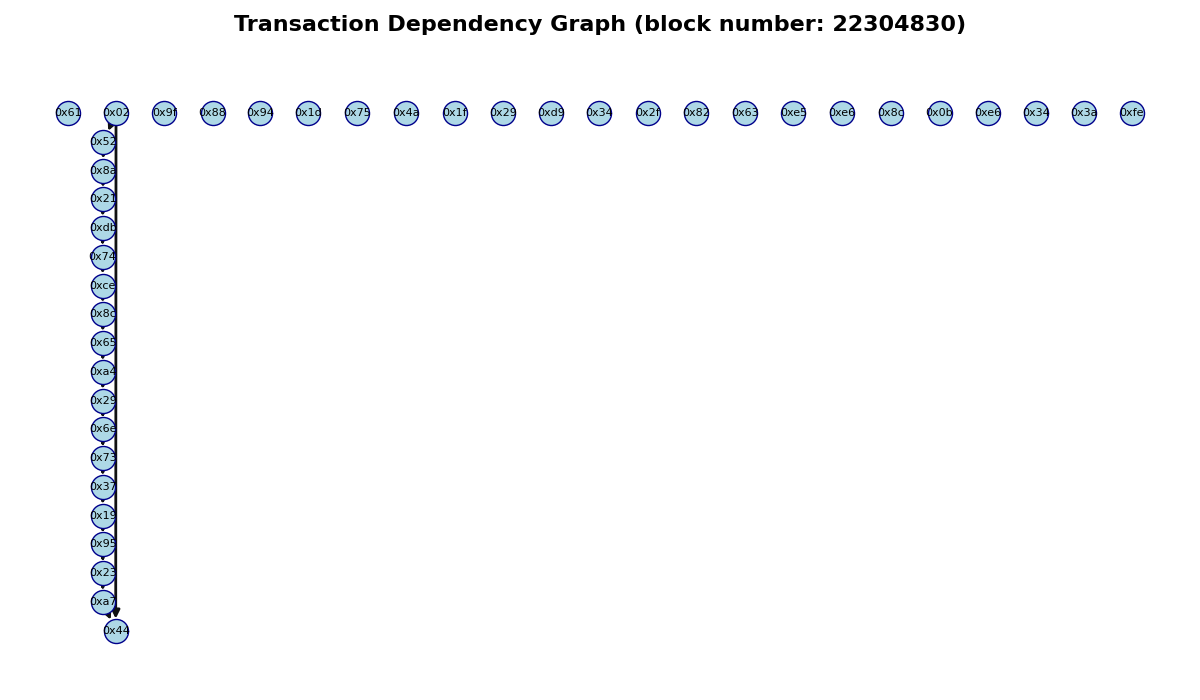 Transaction Dependency Graph (block number: 22304830)
0x61 0x02 0x9f 0x88 0x94 0x1d 0x75 0x4a 0x1f 0x29 0xd9 0x34 0x2f 0x82 0x63 0xe5 0xe6 0x8c 0x0b 0xe6 0x34 0x3a 0xfe
0x52
0x8a
0x21
0xdb
0x74
0xce
0x65
0xa4
0x29
0x6e
0x73
0x37
0x19
0x95
0x23
0xa7
0x44